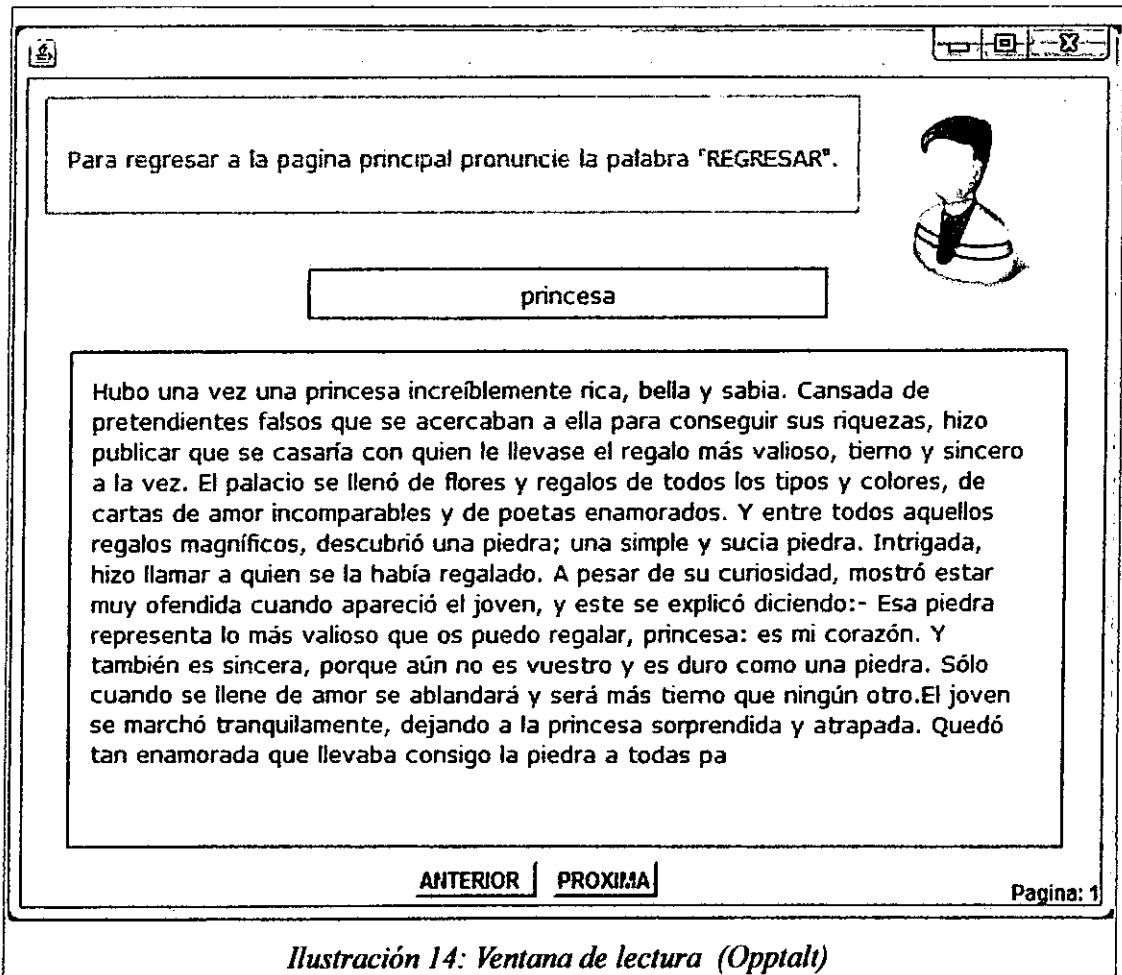 Para regresar a la pagina principal pronuncie la palabra "REGRESAR".
princesa
Hubo una vez una princesa increíblemente rica, bella y sabia. Cansada de
pretendientes falsos que se acercaban a ella para conseguir sus riquezas, hizo
publicar que se casaría con quien le llevase el regalo más valioso, tierno y sincero
a la vez. El palacio se llenó de flores y regalos de todos los tipos y colores, de
cartas de amor incomparables y de poetas enamorados. Y entre todos aquellos
regalos magníficos, descubrió una piedra; una simple y sucia piedra. Intrigada,
hizo llamar a quien se la había regalado. A pesar de su curiosidad, mostró estar
muy ofendida cuando apareció el joven, y este se explicó diciendo:- Esa piedra
representa lo más valioso que os puedo regalar, princesa: es mi corazón. Y
también es sincera, porque aún no es vuestro y es duro como una piedra. Sólo
cuando se llene de amor se ablandará y será más tierno que ningún otro.El joven
se marchó tranquilamente, dejando a la princesa sorprendida y atrapada. Quedó
tan enamorada que llevaba consigo la piedra a todas pa
ANTERIOR PROXIMA
Pagina: 1
Ilustración 14: Ventana de lectura (Opptalt)